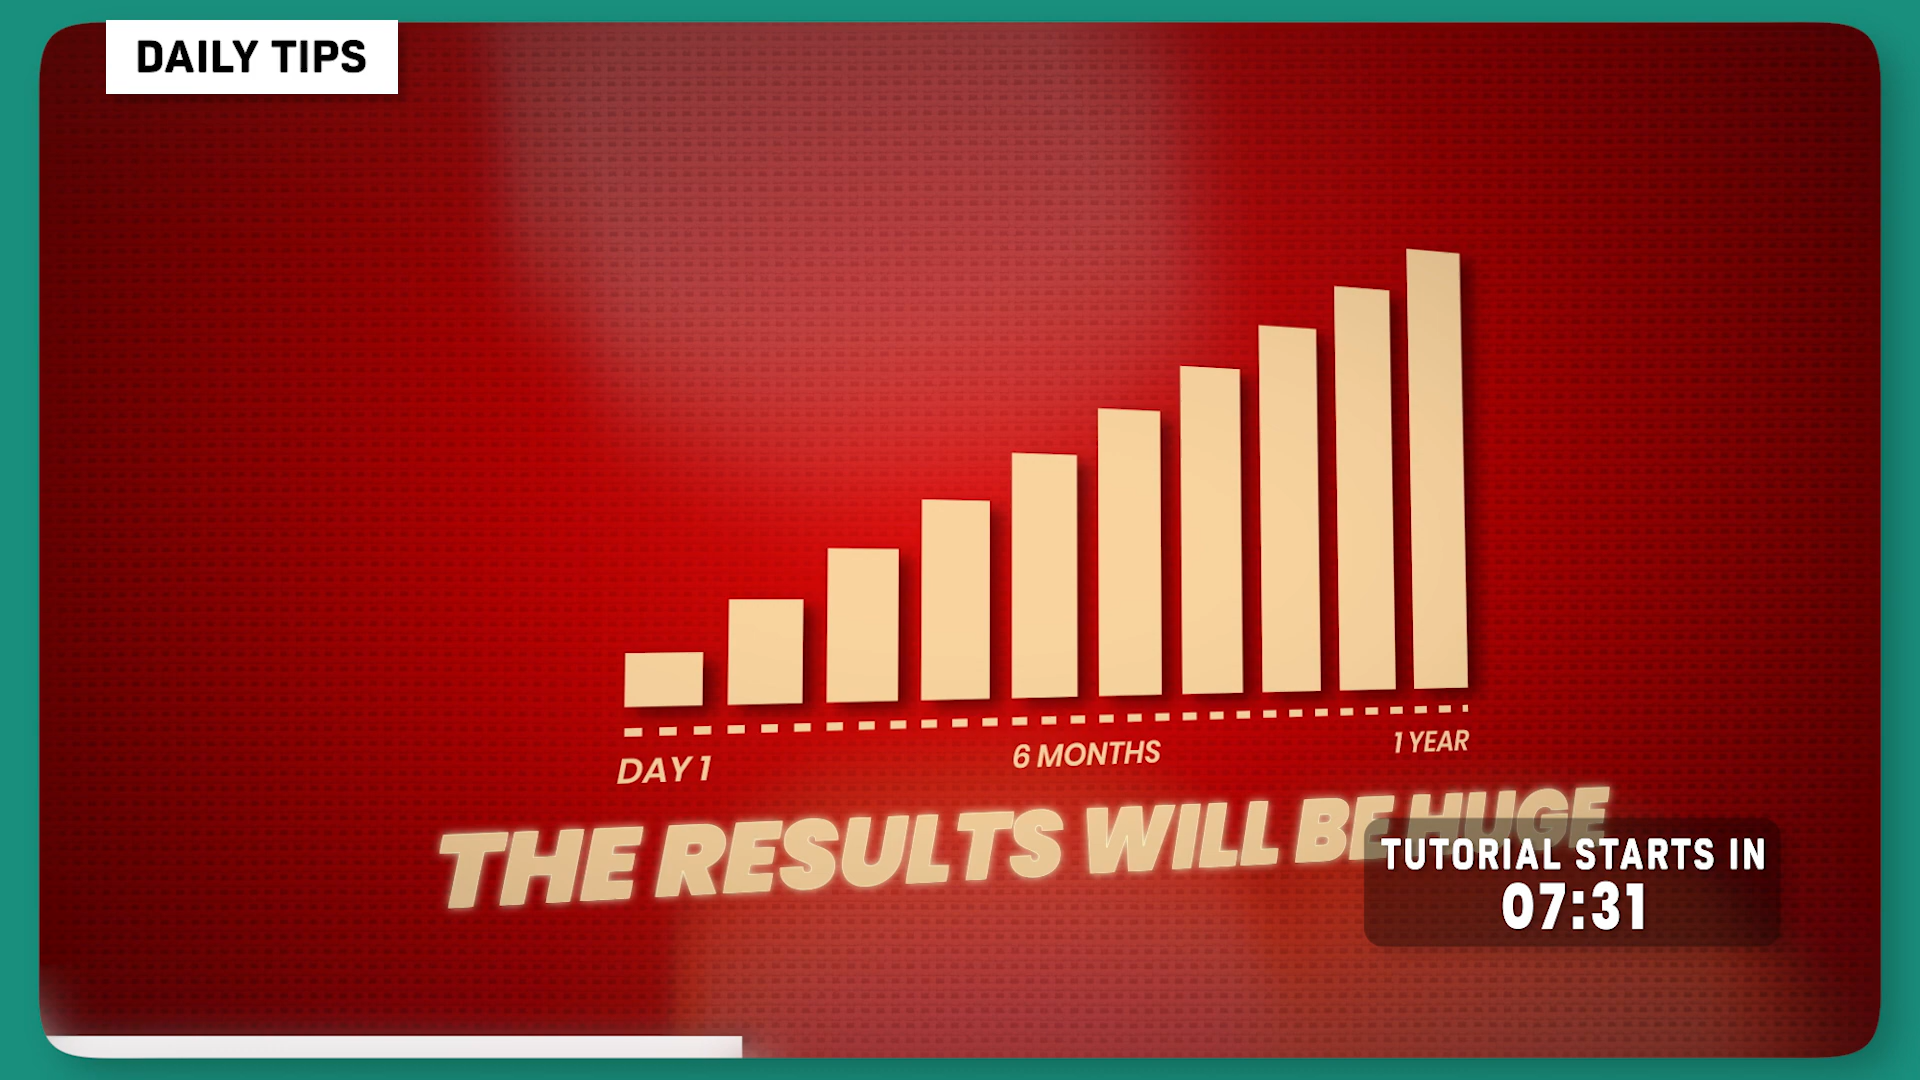 DAILY TIPS
DAY 1
6 MONTHS
1 YEAR
THE RESULTS WILL BE HUGE
TUTORIAL STARTS IN
07:31